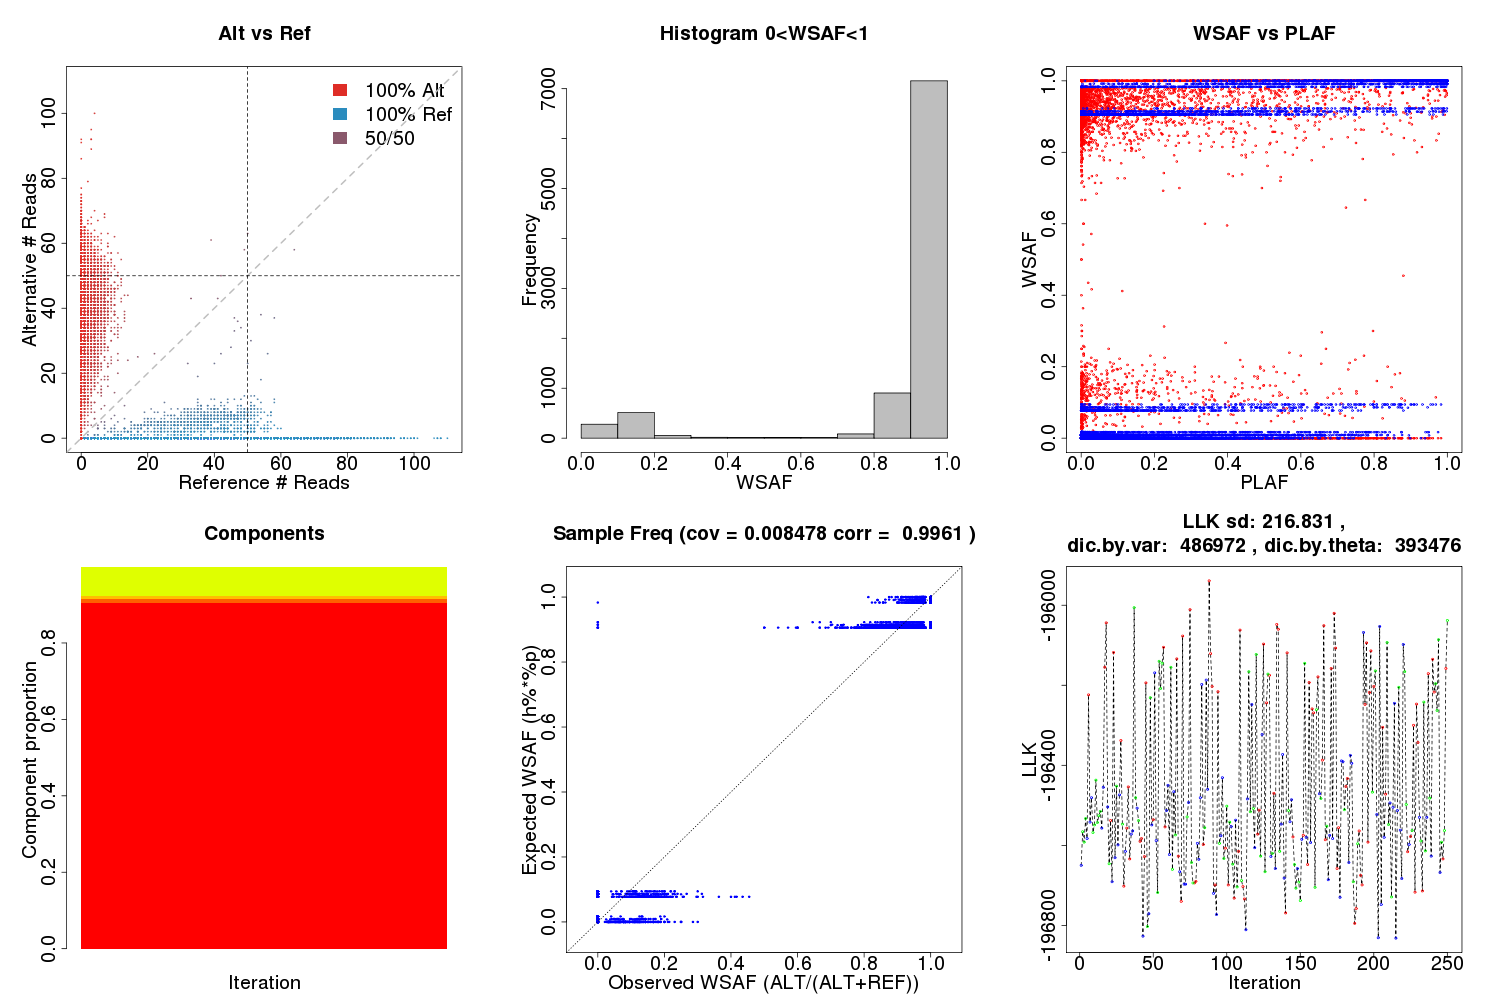 Alt vs Ref
100% Alt
100% Ref
50/50
Alternative # Reads
0
20
40
60
80
100
0
20
40
60
80
100
Reference # Reads
Histogram 0<WSAF<1
Frequency
0
1000
3000
5000
7000
0.0
0.2
0.4
0.6
0.8
1.0
WSAF
WSAF vs PLAF
WSAF
0.0
0.2
0.4
0.6
0.8
1.0
0.0
0.2
0.4
0.6
0.8
1.0
PLAF
Components
Component proportion
0.0
0.2
0.4
0.6
0.8
Iteration
Sample Freq (cov = 0.008478 corr = 0.9961 )
Expected WSAF (h%*%p)
0.0
0.2
0.4
0.6
0.8
1.0
0.0
0.2
0.4
0.6
0.8
1.0
Observed WSAF (ALT/(ALT+REF))
LLK sd: 216.831 ,
dic.by.var: 486972 , dic.by.theta: 393476
LLK
-196800
-196400
-196000
0
50
100
150
200
250
Iteration